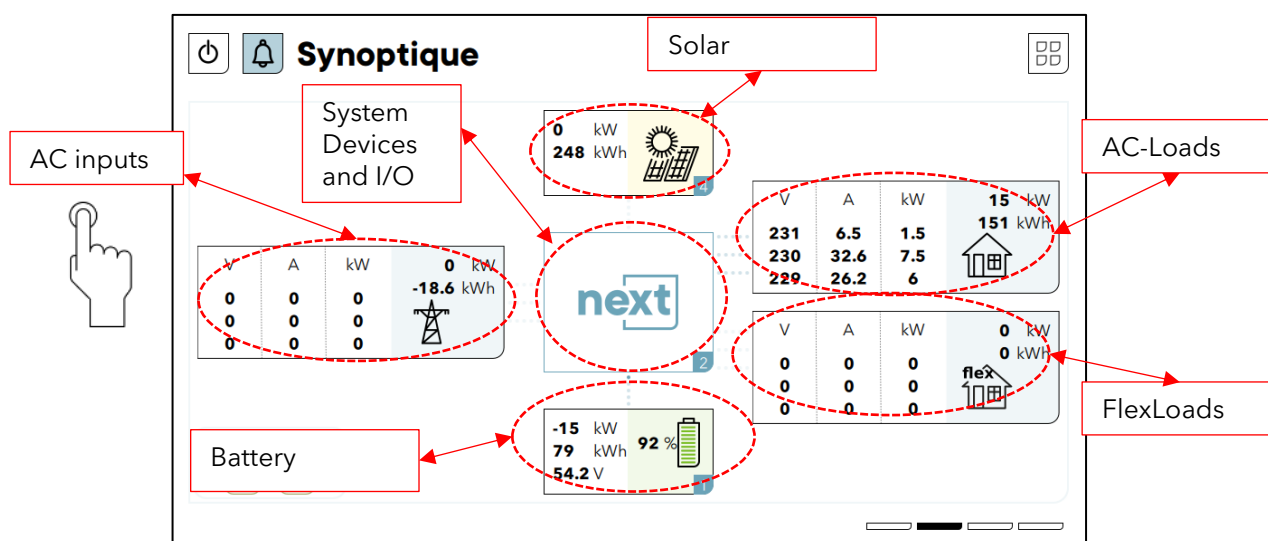 Synoptique
Solar
System
Devices
and I/O
AC inputs
AC-Loads
0 kW
248 kWh
4
V A kW 15 kW
151 kWh
231 6.5 1.5
230 32.6 7.5
229 26.2 6
V A kW 0 kW
-18.6 kWh
0 0 0
0 0 0
0 0 0
next
2
V A kW 0 kW
0 kWh
flex
0 0 0
0 0 0
0 0 0
FlexLoads
Battery
-15 kW
79 kWh
54.2 V
92 %
1